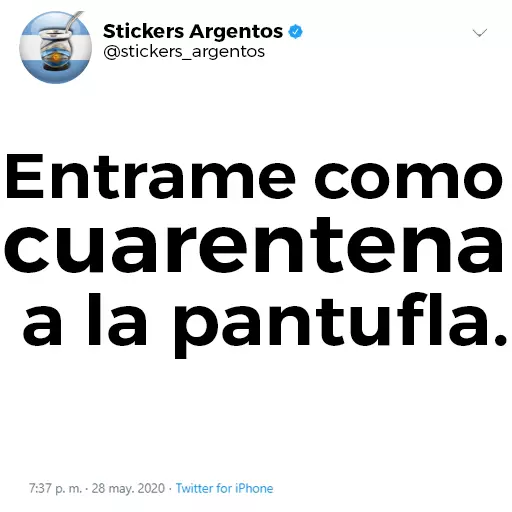 Stickers Argentos
@stickers_argentos
Entrame como
cuarentena
a la pantufla.
7:37 p. m. · 28 may. 2020 · Twitter for iPhone